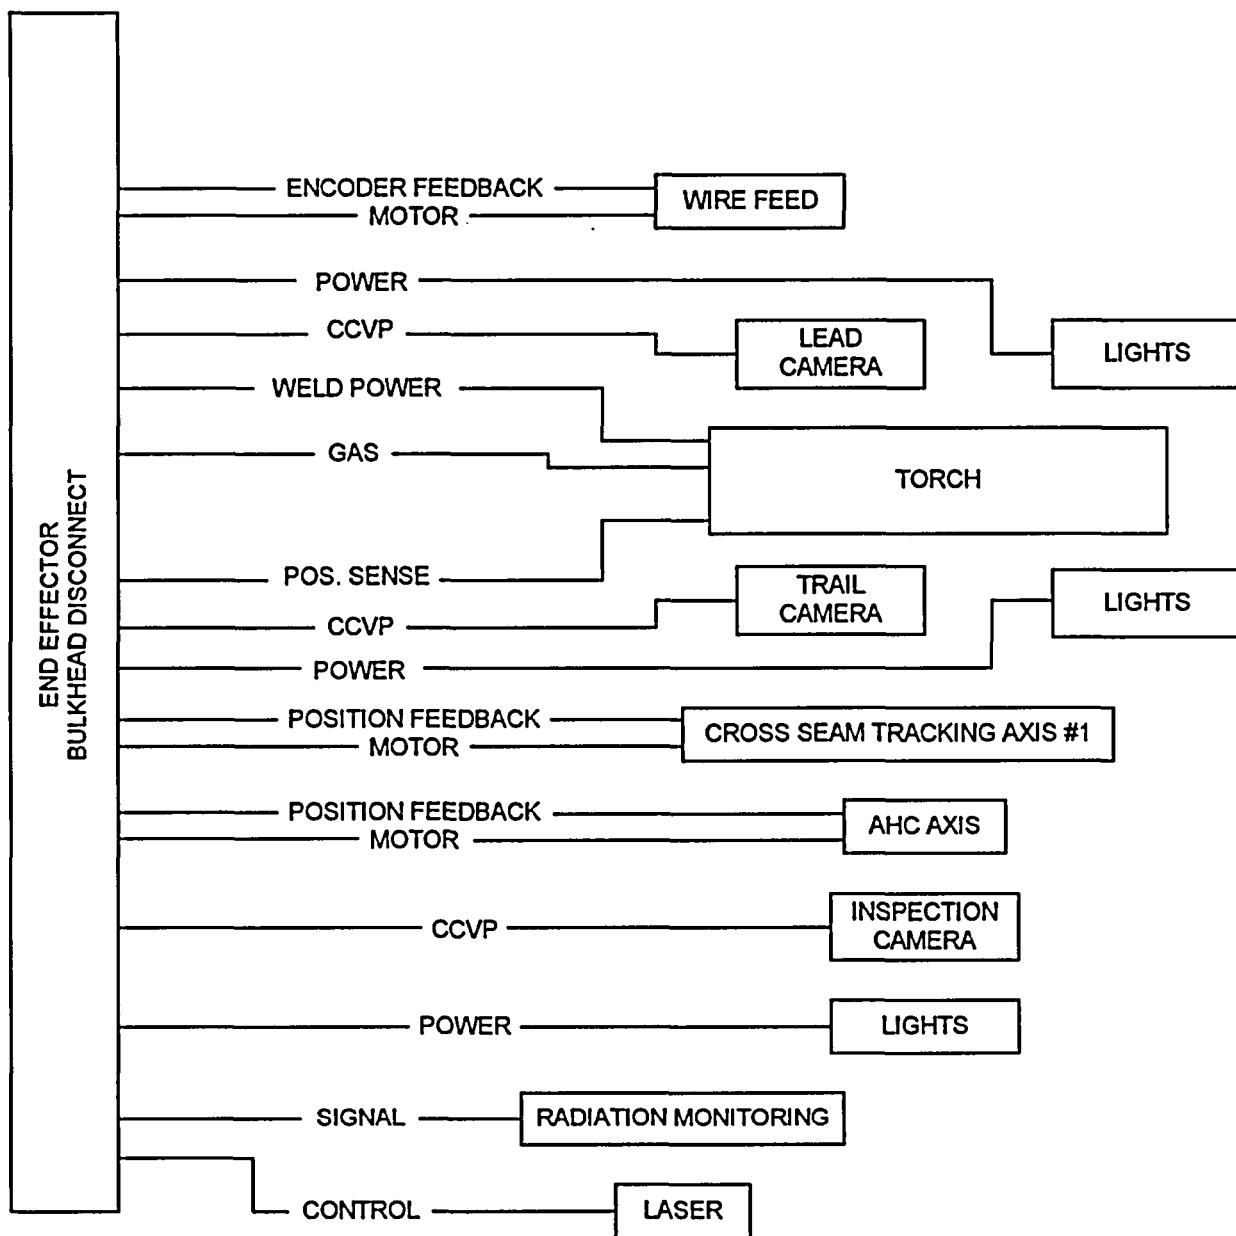 END EFFECTOR
BULKHEAD DISCONNECT
ENCODER FEEDBACK
MOTOR
WIRE FEED
POWER
LIGHTS
CCVP
LEAD
CAMERA
WELD POWER
GAS
TORCH
POS. SENSE
CCVP
TRAIL
CAMERA
POWER
LIGHTS
POSITION FEEDBACK
MOTOR
CROSS SEAM TRACKING AXIS #1
POSITION FEEDBACK
MOTOR
AHC AXIS
CCVP
INSPECTION
CAMERA
POWER
LIGHTS
SIGNAL
RADIATION MONITORING
CONTROL
LASER